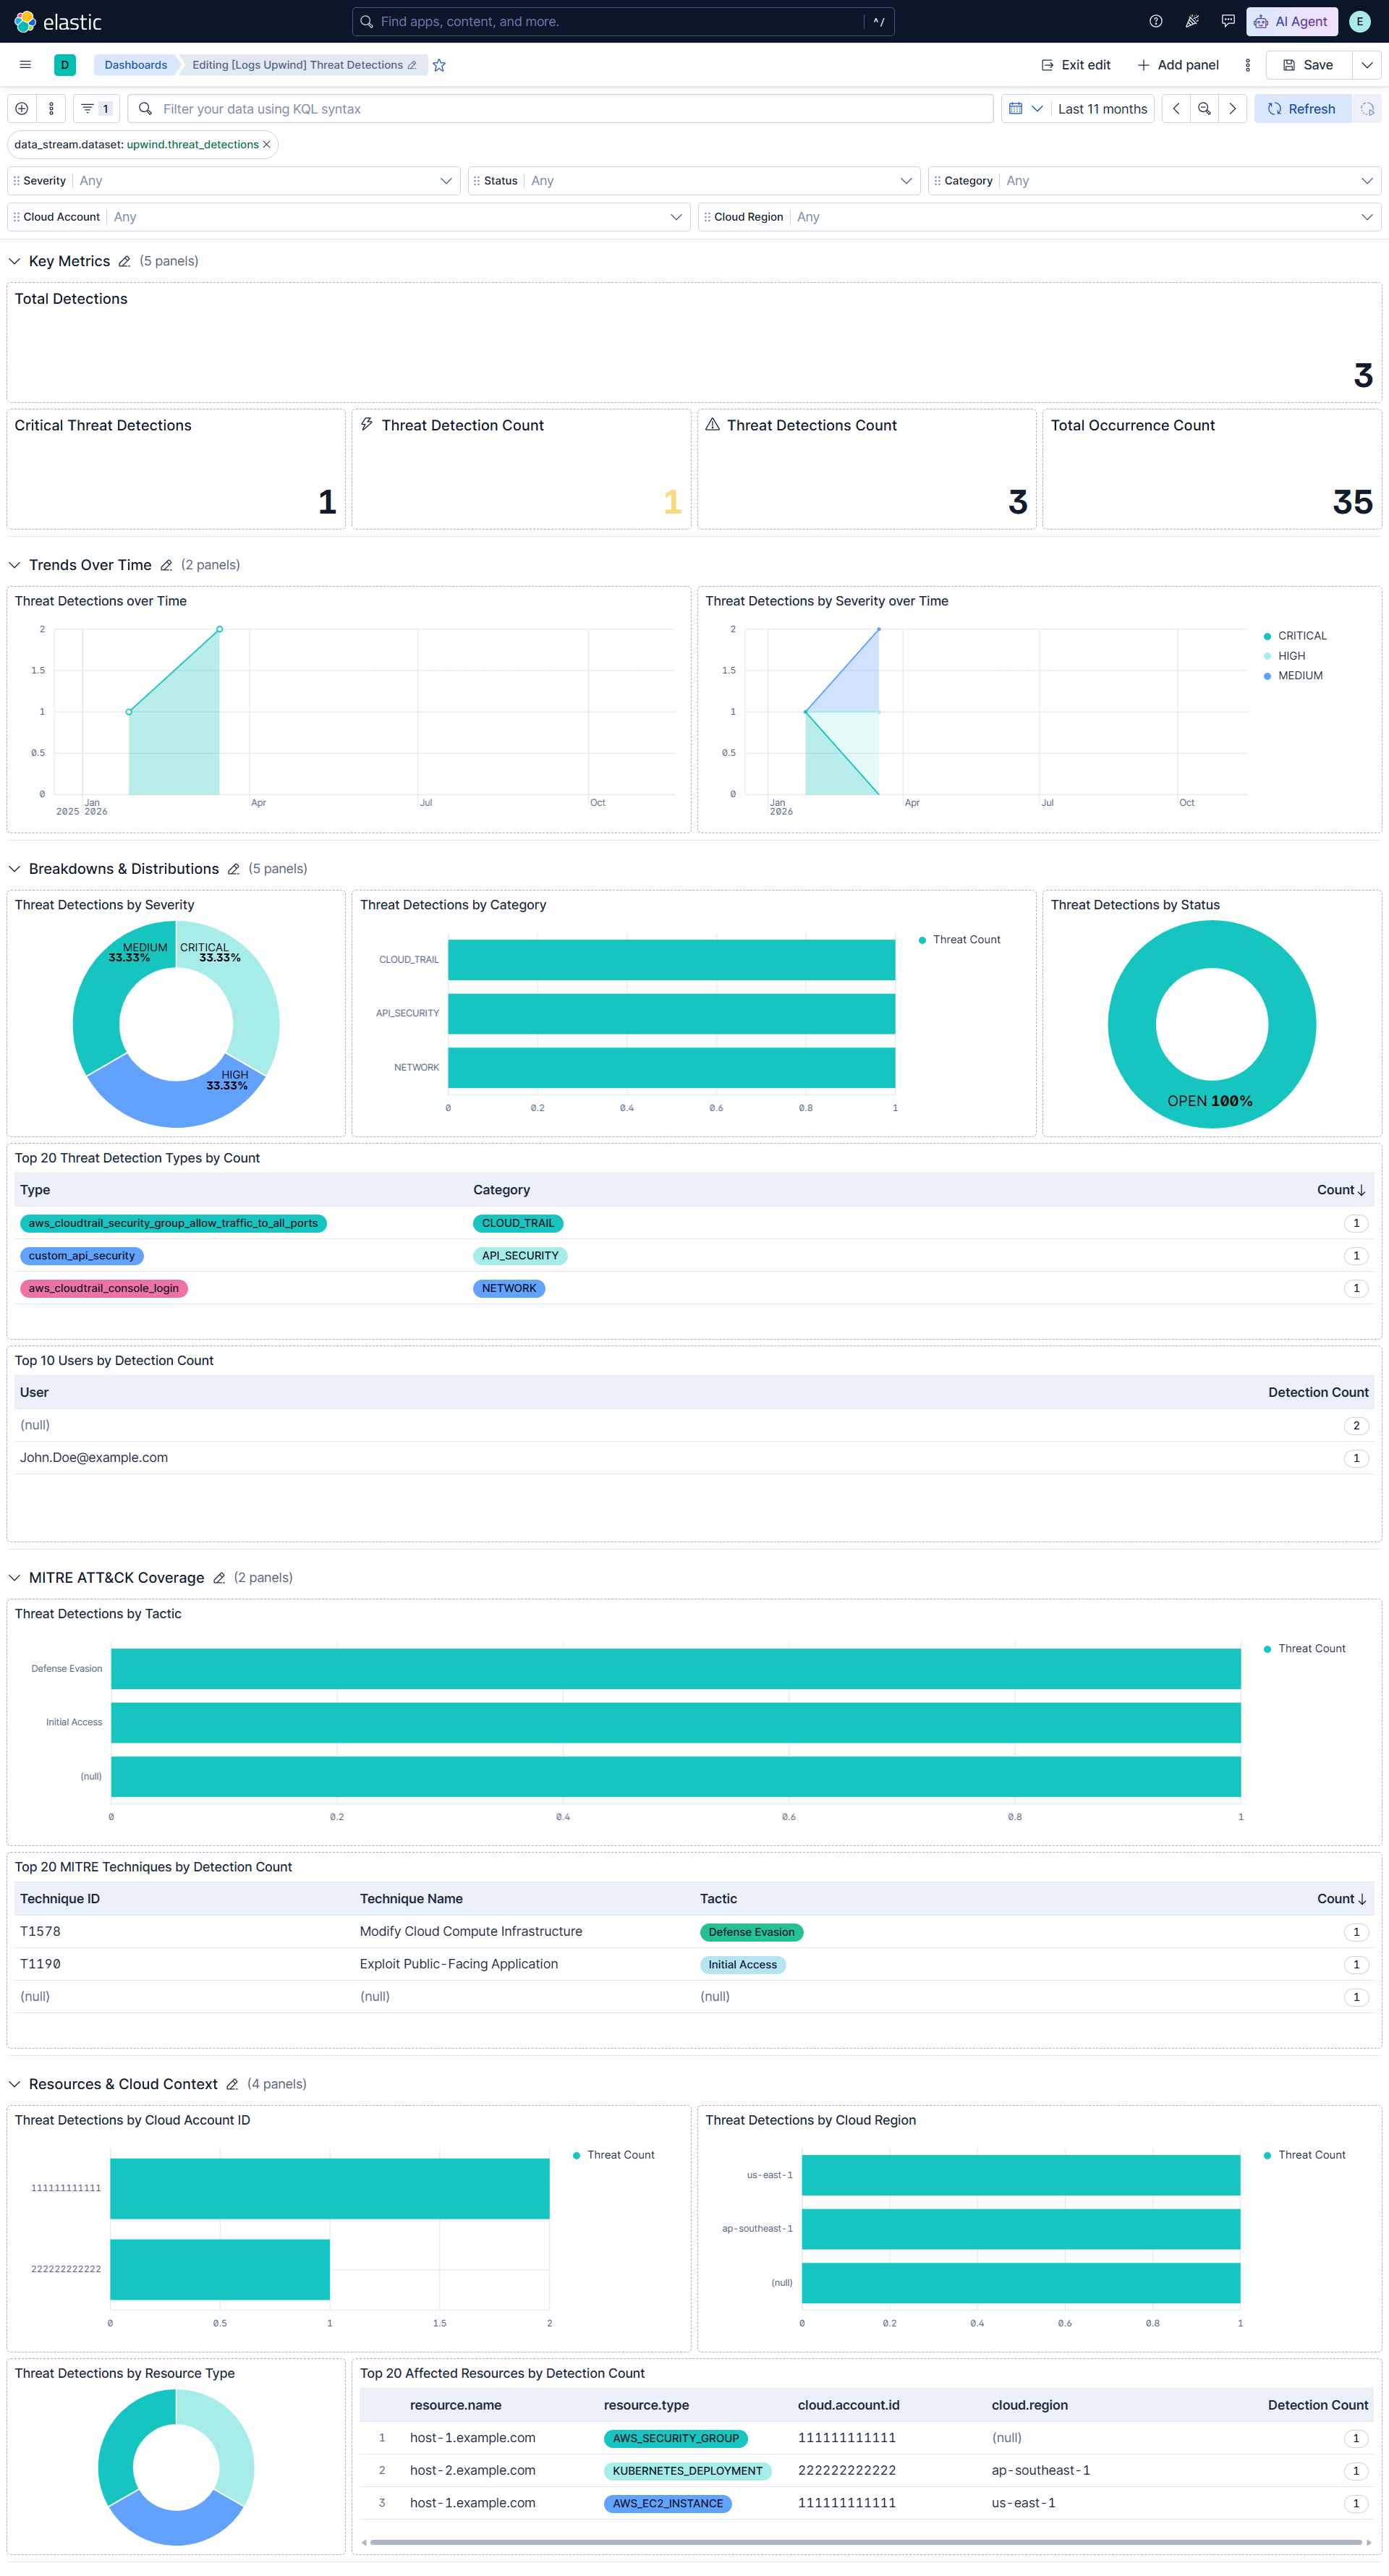 elastic
Find apps, content, and more.
^/
AI Agent
E
D
Dashboards
Editing [Logs Upwind] Threat Detections
Exit edit
Add panel
Save
1
Filter your data using KQL syntax
Last 11 months
Refresh
data_stream.dataset: upwind.threat_detections
Severity Any
Status Any
Category Any
Cloud Account Any
Cloud Region Any
Key Metrics (5 panels)
Total Detections
3
Critical Threat Detections
1
Threat Detection Count
1
Threat Detections Count
3
Total Occurrence Count
35
Trends Over Time (2 panels)
Threat Detections over Time
2
1.5
1
0.5
0
Jan Apr Jul Oct
2025 2026
Threat Detections by Severity over Time
2
1.5
1
0.5
0
Jan Apr Jul Oct
2026
CRITICAL
HIGH
MEDIUM
Breakdowns & Distributions (5 panels)
Threat Detections by Severity
MEDIUM
33.33%
CRITICAL
33.33%
HIGH
33.33%
Threat Detections by Category
CLOUD_TRAIL
API_SECURITY
NETWORK
0 0.2 0.4 0.6 0.8 1
Threat Count
Threat Detections by Status
OPEN 100%
Top 20 Threat Detection Types by Count
Type Category Count
aws_cloudtrail_security_group_allow_traffic_to_all_ports CLOUD_TRAIL 1
custom_api_security API_SECURITY 1
aws_cloudtrail_console_login NETWORK 1
Top 10 Users by Detection Count
User Detection Count
(null) 2
John.Doe@example.com 1
MITRE ATT&CK Coverage (2 panels)
Threat Detections by Tactic
Defense Evasion
Initial Access
(null)
0 0.2 0.4 0.6 0.8 1
Threat Count
Top 20 MITRE Techniques by Detection Count
Technique ID Technique Name Tactic Count
T1578 Modify Cloud Compute Infrastructure Defense Evasion 1
T1190 Exploit Public-Facing Application Initial Access 1
(null) (null) (null) 1
Resources & Cloud Context (4 panels)
Threat Detections by Cloud Account ID
111111111111
222222222222
0 0.5 1 1.5 2
Threat Count
Threat Detections by Cloud Region
us-east-1
ap-southeast-1
(null)
0 0.2 0.4 0.6 0.8 1
Threat Count
Threat Detections by Resource Type
Top 20 Affected Resources by Detection Count
resource.name resource.type cloud.account.id cloud.region Detection Count
1 host-1.example.com AWS_SECURITY_GROUP 111111111111 (null) 1
2 host-2.example.com KUBERNETES_DEPLOYMENT 222222222222 ap-southeast-1 1
3 host-1.example.com AWS_EC2_INSTANCE 111111111111 us-east-1 1